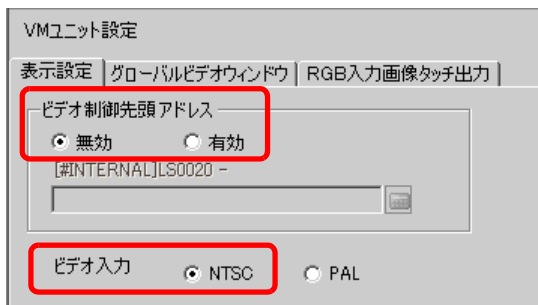 VMユニット設定
表示設定 グローバルビデオウィンドウ RGB入力画像タッチ出力
ビデオ制御先頭アドレス
無効 有効
[#INTERNAL]LS0020 -
ビデオ入力 NTSC PAL